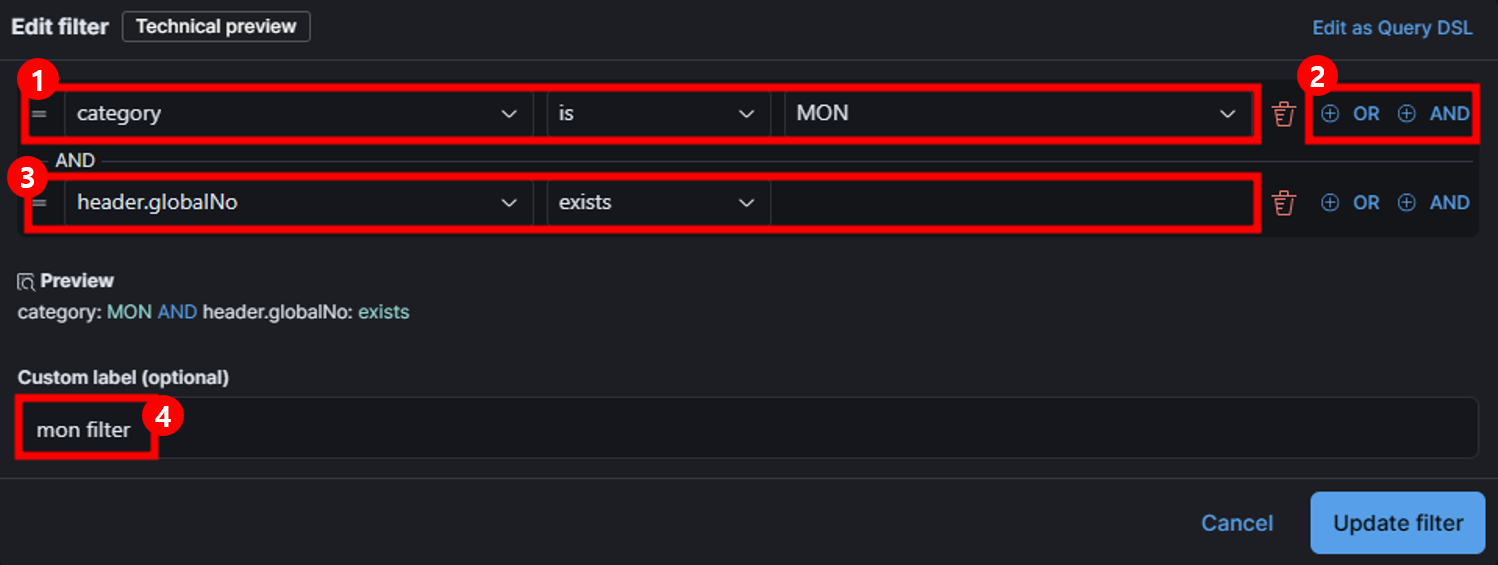 Edit filter Technical preview Edit as Query DSL
1 2
category is MON OR AND
AND
3
header.globalNo exists OR AND
Preview
category: MON AND header.globalNo: exists
Custom label (optional)
mon filter 4
Cancel Update filter